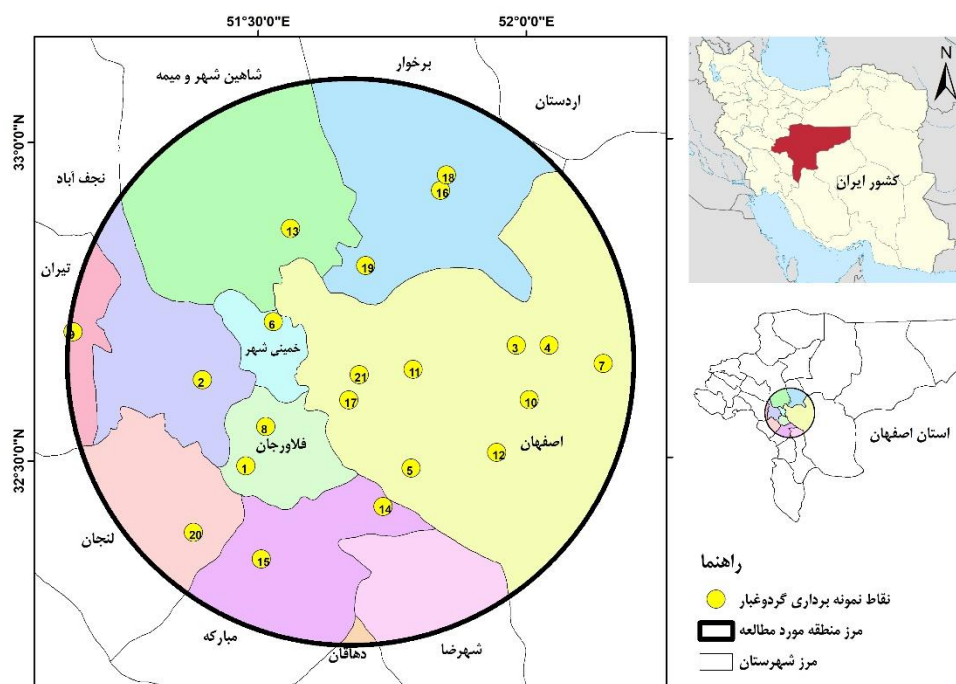 51°30'0"E
52°0'0"E
شاهین شهر و میمه
برخوار
اردستان
33°0'0"N
نجف آباد
تیران
18
16
13
19
9
6
خمینی شهر
3
4
7
2
21
11
17
10
8
فلاورجان
اصفهان
12
1
5
32°30'0"N
14
لنجان
20
15
مبارکه
دهاقان
شهرضا
N
کشور ایران
استان اصفهان
راهنما
نقاط نمونه برداری گردوغبار
مرز منطقه مورد مطالعه
مرز شهرستان